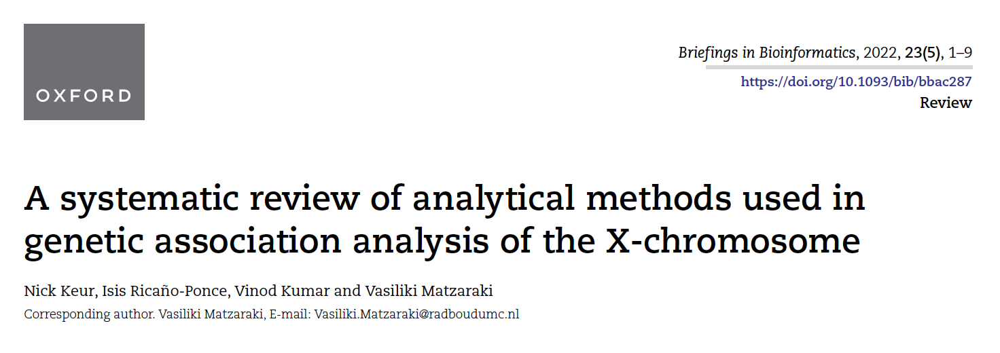 OXFORD
Briefings in Bioinformatics, 2022, 23(5), 1–9
https://doi.org/10.1093/bib/bbac287
Review
A systematic review of analytical methods used in
genetic association analysis of the X-chromosome
Nick Keur, Isis Ricaño-Ponce, Vinod Kumar and Vasiliki Matzaraki
Corresponding author. Vasiliki Matzaraki, E-mail: Vasiliki.Matzaraki@radboudumc.nl